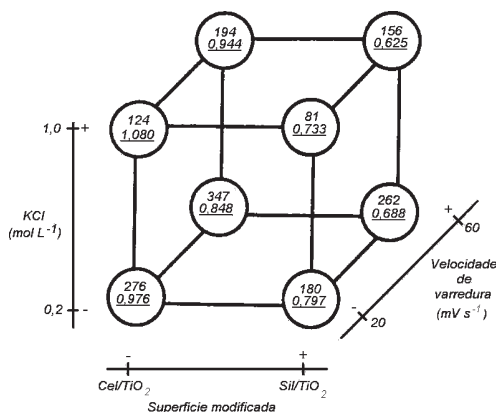 194
0,944
156
0,625
124
1,080
81
0,733
1,0
+
KCl
(mol L⁻¹)
347
0,848
262
0,688
+
60
Velocidade
de
varredura
(mV s⁻¹)
276
0,976
180
0,797
0,2
-
-
20
-
+
Cel/TiO₂
Sil/TiO₂
Superfície modificada